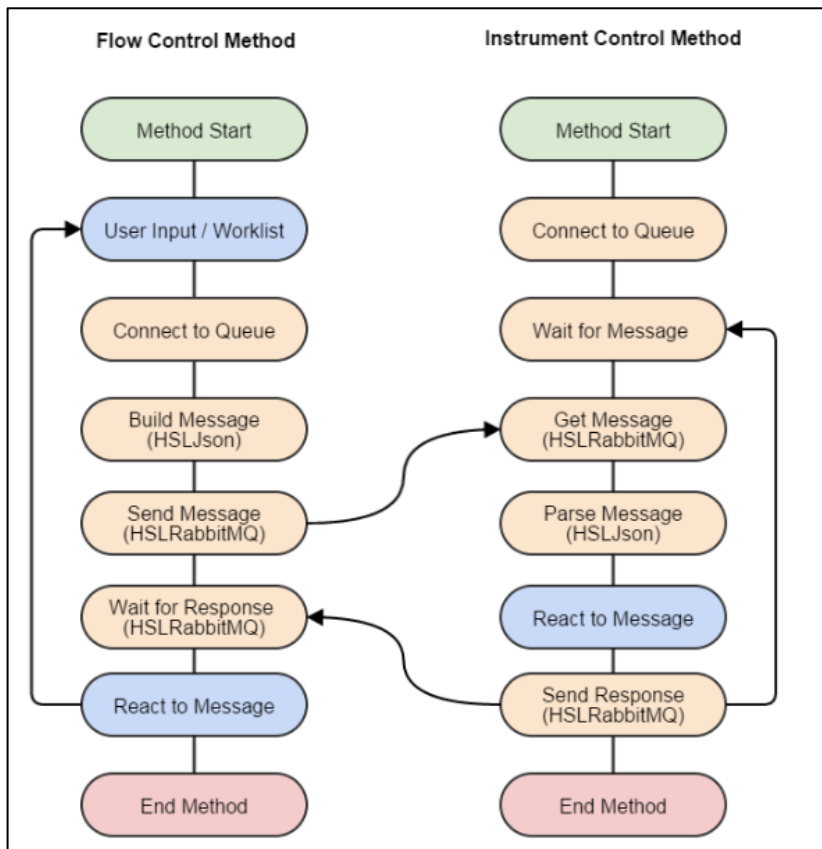 Flow Control Method
Method Start
User Input / Worklist
Connect to Queue
Build Message
(HSLJson)
Send Message
(HSLRabbitMQ)
Wait for Response
(HSLRabbitMQ)
React to Message
End Method
Instrument Control Method
Method Start
Connect to Queue
Wait for Message
Get Message
(HSLRabbitMQ)
Parse Message
(HSLJson)
React to Message
Send Response
(HSLRabbitMQ)
End Method